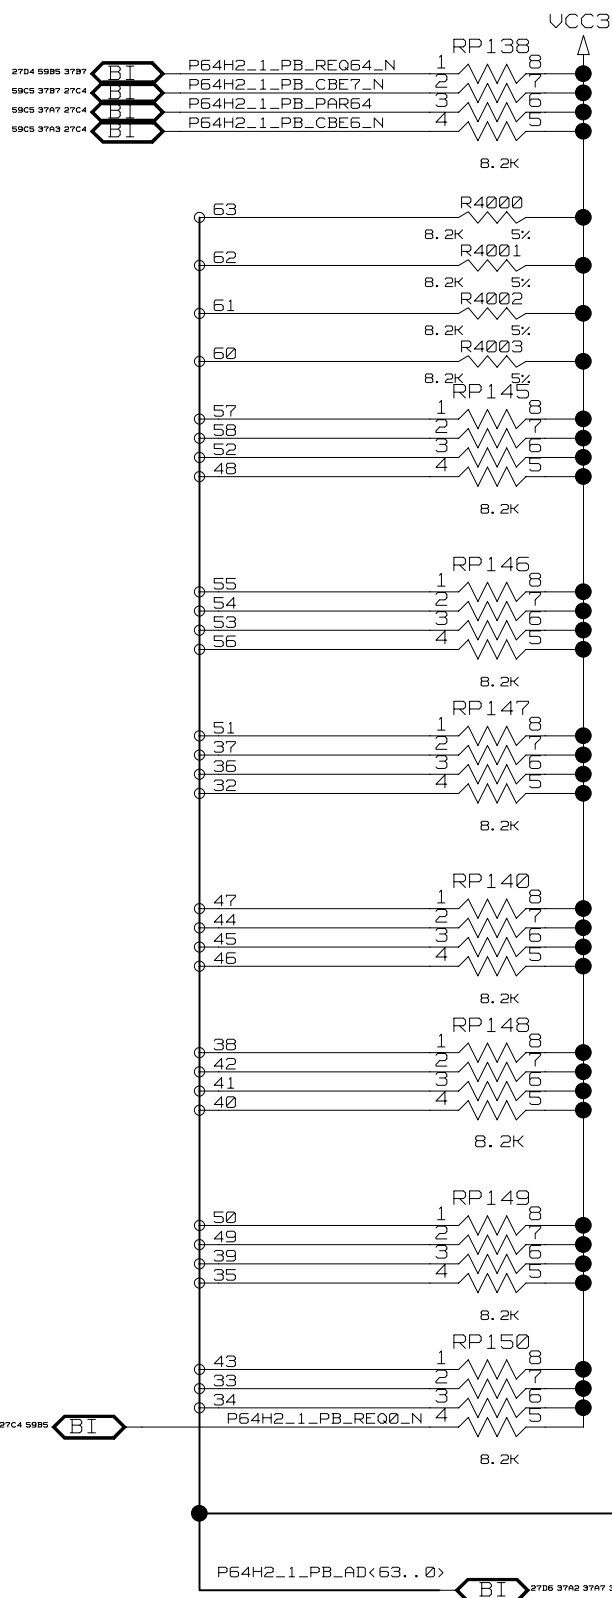 VCC3
RP138
27D4 59B5 37B7 BI P64H2_1_PB_REQ64_N 1 8
59C5 37B7 27C4 BI P64H2_1_PB_CBE7_N 2 7
59C5 37A7 27C4 BI P64H2_1_PB_PAR64 3 6
59C5 37A3 27C4 BI P64H2_1_PB_CBE6_N 4 5
8.2K
63 R4000
8.2K 5%
62 R4001
8.2K 5%
61 R4002
8.2K 5%
60 R4003
8.2K 5%
RP145
57 1 8
58 2 7
52 3 6
48 4 5
8.2K
RP146
55 1 8
54 2 7
53 3 6
56 4 5
8.2K
RP147
51 1 8
37 2 7
36 3 6
32 4 5
8.2K
RP140
47 1 8
44 2 7
45 3 6
46 4 5
8.2K
RP148
38 1 8
42 2 7
41 3 6
40 4 5
8.2K
RP149
50 1 8
49 2 7
39 3 6
35 4 5
8.2K
RP150
43 1 8
33 2 7
34 3 6
27C4 59B5 BI P64H2_1_PB_REQ0_N 4 5
8.2K
P64H2_1_PB_AD<63..0>
BI 27D6 37A2 37A7 3